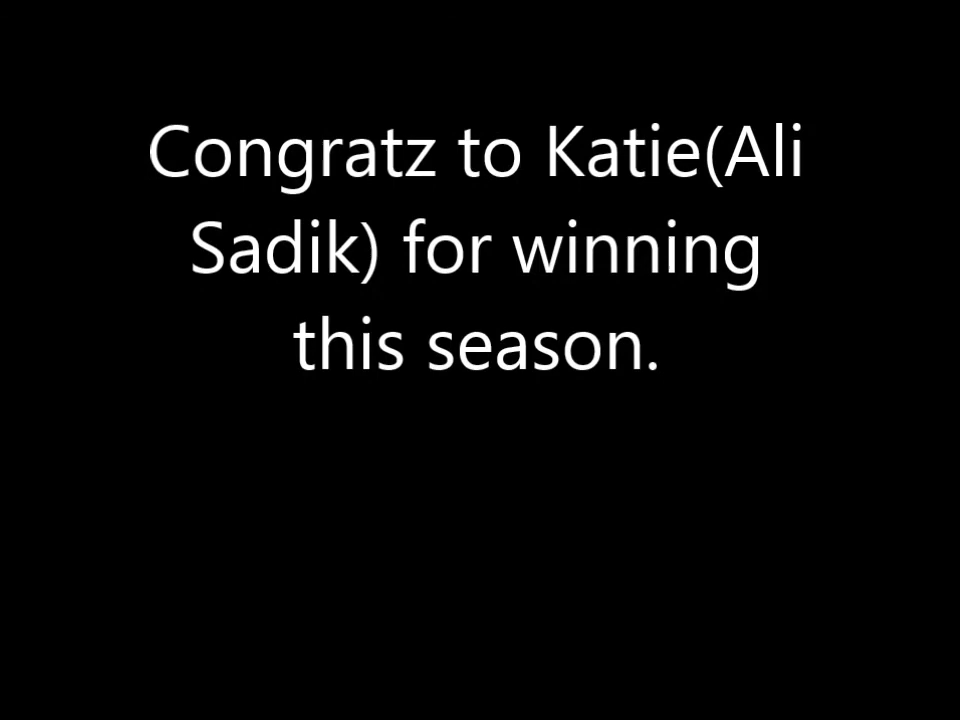 Congratz to Katie(Ali
Sadik) for winning
this season.